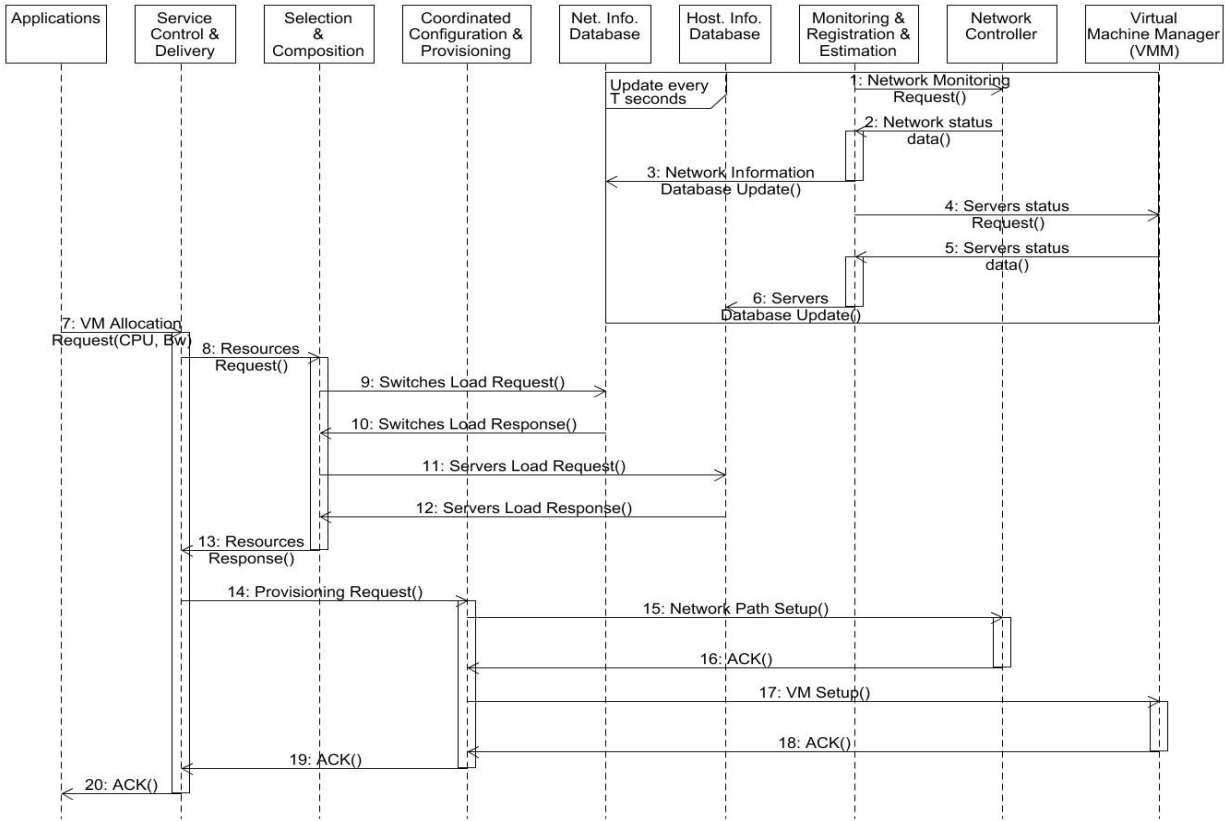 Applications
Service
Control &
Delivery
Selection
&
Composition
Coordinated
Configuration &
Provisioning
Net. Info.
Database
Host. Info.
Database
Monitoring &
Registration &
Estimation
Network
Controller
Virtual
Machine Manager
(VMM)
Update every
T seconds
1: Network Monitoring
Request()
2: Network status
data()
3: Network Information
Database Update()
4: Servers status
Request()
5: Servers status
data()
6: Servers
Database Update()
7: VM Allocation
Request(CPU, Bw)
8: Resources
Request()
9: Switches Load Request()
10: Switches Load Response()
11: Servers Load Request()
12: Servers Load Response()
13: Resources
Response()
14: Provisioning Request()
15: Network Path Setup()
16: ACK()
17: VM Setup()
18: ACK()
19: ACK()
20: ACK()